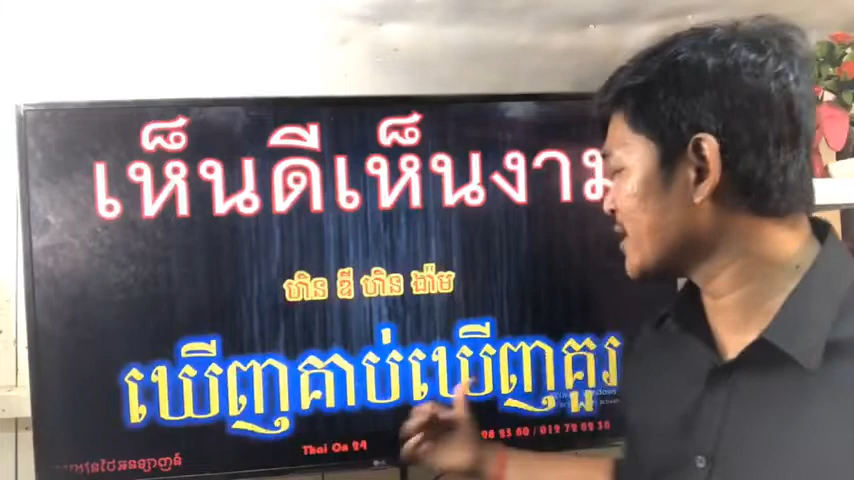 เห็นดีเห็นงาม
ហិន ឌី ហិន ង៉ាម
ឃើញគាប់ឃើញគួរ
Thai On 24